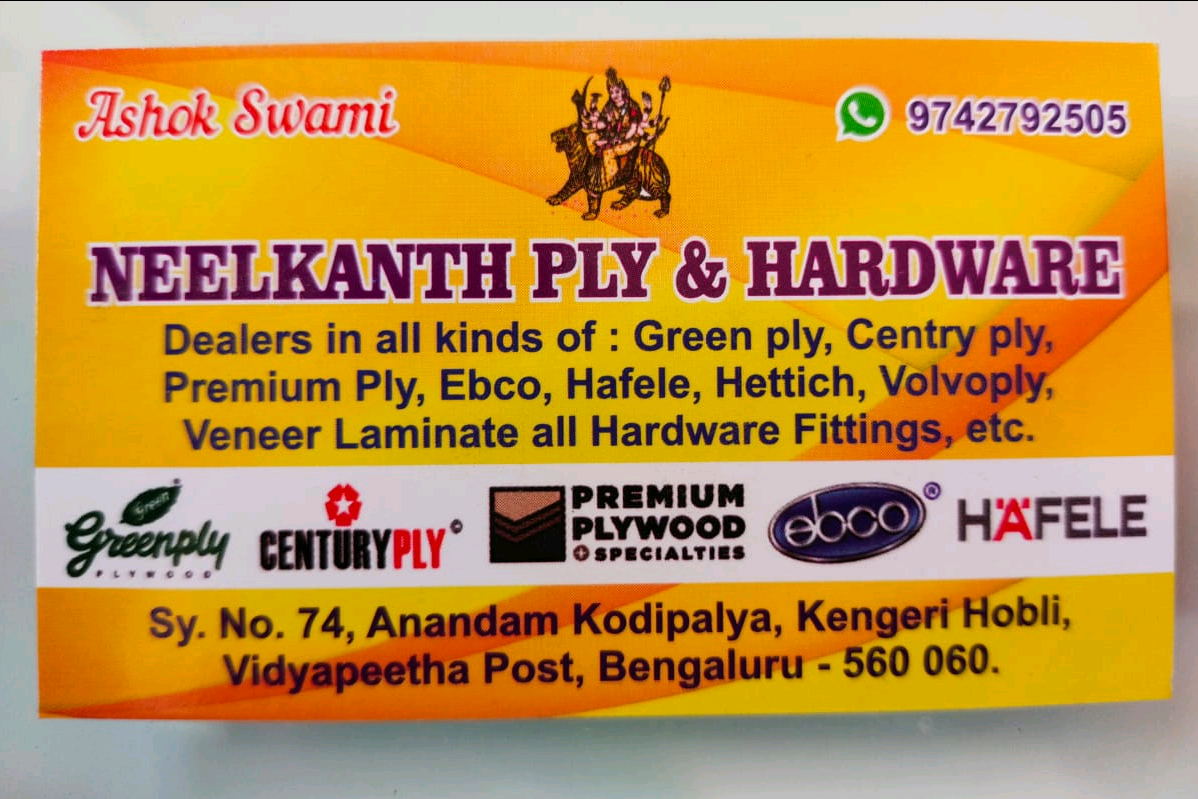 Ashok Swami
9742792505
NEELKANTH PLY & HARDWARE
Dealers in all kinds of : Green ply, Centry ply,
Premium Ply, Ebco, Hafele, Hettich, Volvoply,
Veneer Laminate all Hardware Fittings, etc.
Green
Greenply
PLYWOOD
CENTURYPLY
PREMIUM
PLYWOOD
+ SPECIALTIES
ebco
HÄFELE
Sy. No. 74, Anandam Kodipalya, Kengeri Hobli,
Vidyapeetha Post, Bengaluru - 560 060.